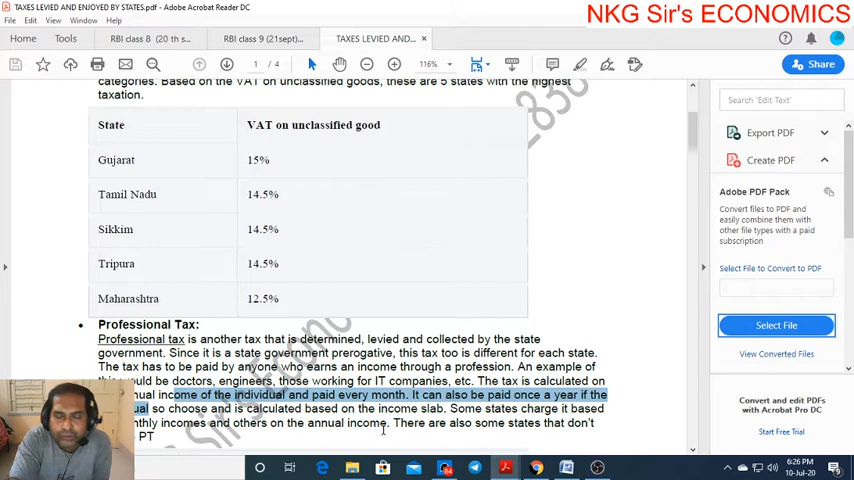 TAXES LEVIED AND ENJOYED BY STATES.pdf - Adobe Acrobat Reader DC
NKG Sir's ECONOMICS
File Edit View Window Help
Home Tools RBI class 8 (20 th s... RBI class 9 (21sept)... TAXES LEVIED AND... ×
1 / 4 116% Share
categories. Based on the VAT on unclassified goods, these are 5 states with the highest
taxation.
State VAT on unclassified good
Gujarat 15%
Tamil Nadu 14.5%
Sikkim 14.5%
Tripura 14.5%
Maharashtra 12.5%
• Professional Tax:
Professional tax is another tax that is determined, levied and collected by the state
government. Since it is a state government prerogative, this tax too is different for each state.
The tax has to be paid by anyone who earns an income through a profession. An example of
would be doctors, engineers, those working for IT companies, etc. The tax is calculated on
income of the individual and paid every month. It can also be paid once a year if the
so choose and is calculated based on the income slab. Some states charge it based
incomes and others on the annual income. There are also some states that don't
PT
Search 'Edit Text'
Export PDF
Create PDF
Adobe PDF Pack
Convert files to PDF and
easily combine them with
other file types with a paid
subscription
Select File to Convert to PDF
Select File
View Converted Files
Convert and edit PDFs
with Acrobat Pro DC
Start Free Trial
6:26 PM
10-Jul-20